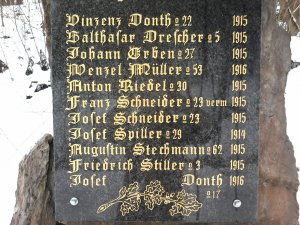 Vinzenz Donth o 22 1915
Balthasar Drescher o 5 1915
Johann Erben o 27 1915
Wenzel Müller o 53 1916
Anton Riedel o 30 1915
Franz Schneider o 23 verm 1915
Josef Schneider o 23 1915
Josef Spiller o 29 1914
Augustin Stechmann o 62 1915
Friedrich Stiller o 3 1915
Josef Donth 1916
o 17